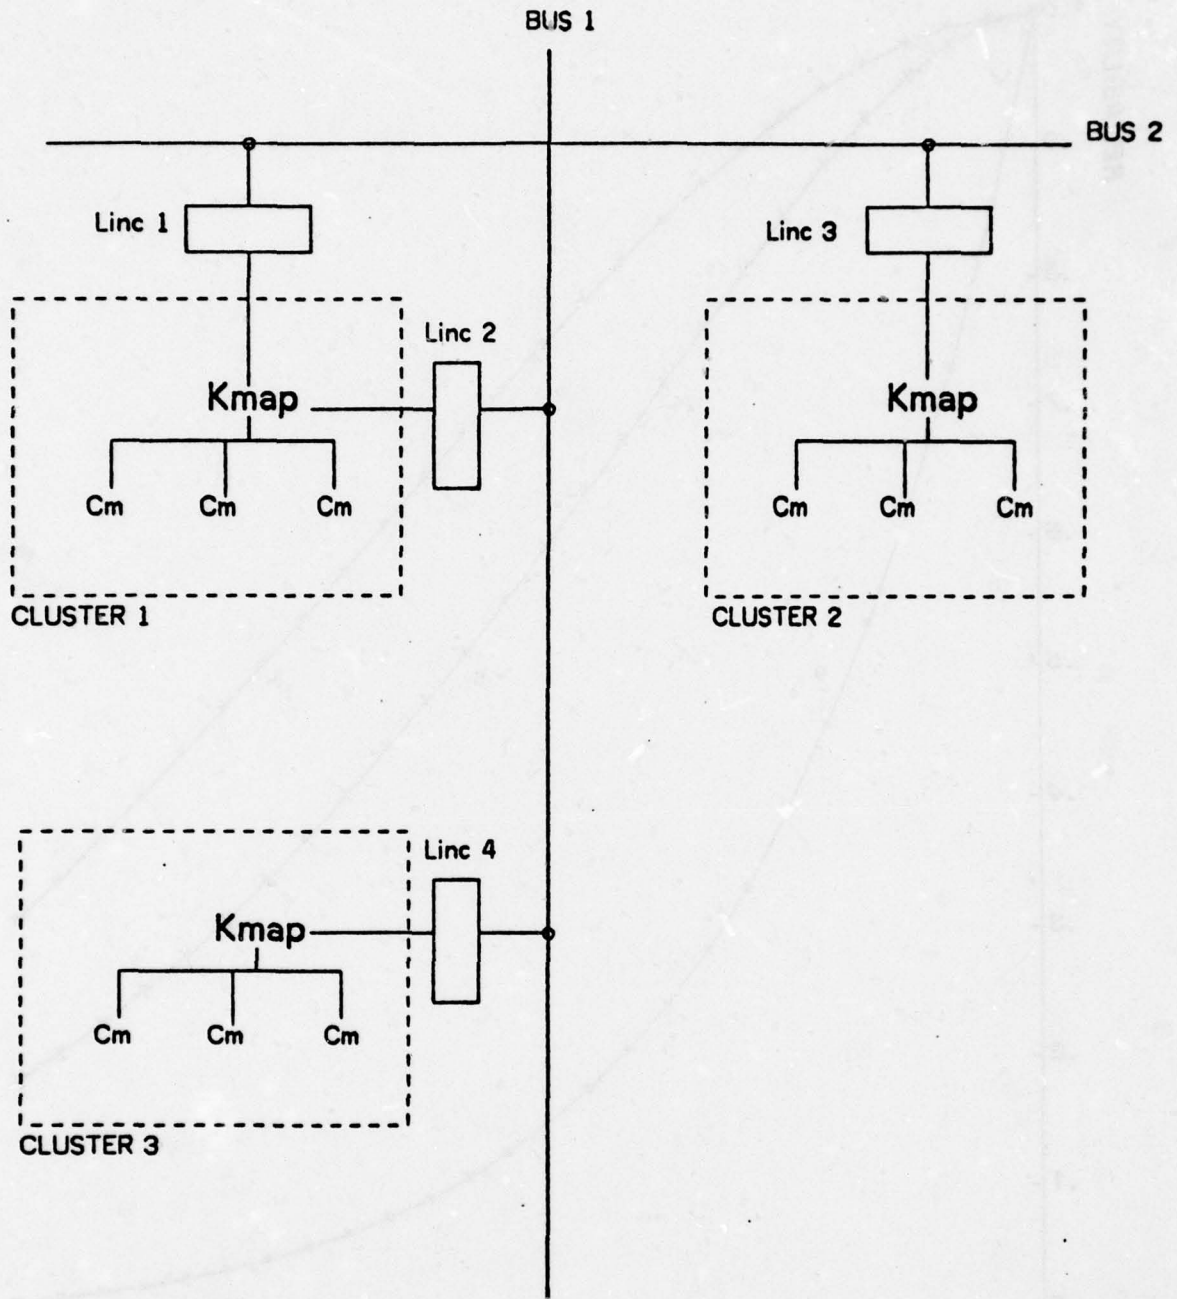 BUS 1
BUS 2
Linc 1
Linc 3
Linc 2
Kmap
Kmap
Cm Cm Cm
Cm Cm Cm
CLUSTER 1
CLUSTER 2
Linc 4
Kmap
Cm Cm Cm
CLUSTER 3